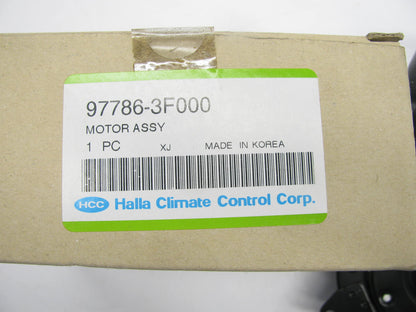 97786-3F000
MOTOR ASSY
1 PC XJ MADE IN KOREA
HCC Halla Climate Control Corp.